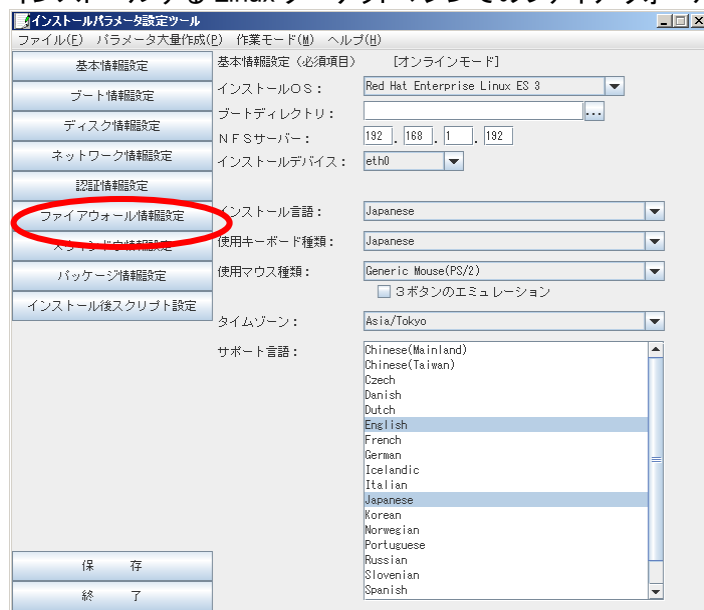 インストールする Linux
インストールパラメータ設定ツール
ファイル(F) パラメータ大量作成(P) 作業モード(M) ヘルプ(H)
基本情報設定
ブート情報設定
ディスク情報設定
ネットワーク情報設定
認証情報設定
ファイアウォール情報設定
パッケージ情報設定
インストール後スクリプト設定
保 存
終 了
基本情報設定（必須項目） [オンラインモード]
インストールOS： Red Hat Enterprise Linux ES 3
ブートディレクトリ： ...
NFSサーバー： 192 . 168 . 1 . 192
インストールデバイス： eth0
インストール言語： Japanese
使用キーボード種類： Japanese
使用マウス種類： Generic Mouse(PS/2)
3ボタンのエミュレーション
タイムゾーン： Asia/Tokyo
サポート言語：
Chinese(Mainland)
Chinese(Taiwan)
Czech
Danish
Dutch
English
French
German
Icelandic
Italian
Japanese
Korean
Norwegian
Portuguese
Russian
Slovenian
Spanish